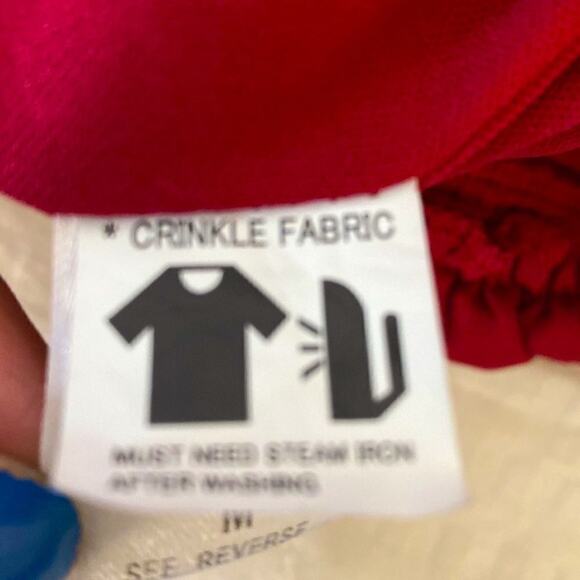 * CRINKLE FABRIC
MUST NEED STEAM IRON
AFTER WASHING
M
SEE REVERSE